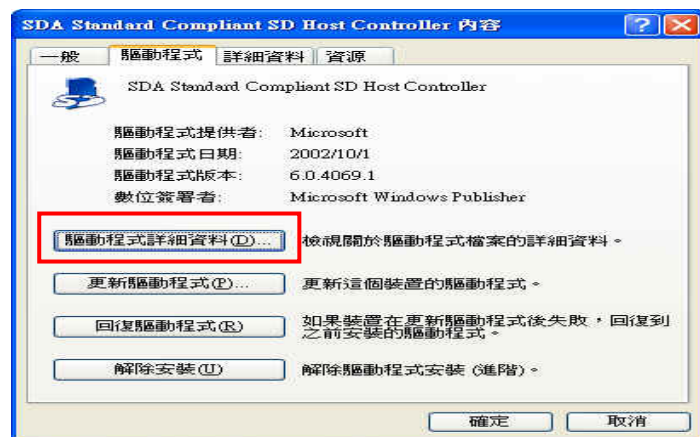 SDA Standard Compliant SD Host Controller 內容
一般 驅動程式 詳細資料 資源
SDA Standard Compliant SD Host Controller
驅動程式提供者: Microsoft
驅動程式日期: 2002/10/1
驅動程式版本: 6.0.4069.1
數位簽署者: Microsoft Windows Publisher
驅動程式詳細資料(D)... 檢視關於驅動程式檔案的詳細資料。
更新驅動程式(P)... 更新這個裝置的驅動程式。
回復驅動程式(R) 如果裝置在更新驅動程式後失敗，回復到
之前安裝的驅動程式。
解除安裝(U) 解除驅動程式安裝 (進階)。
確定 取消